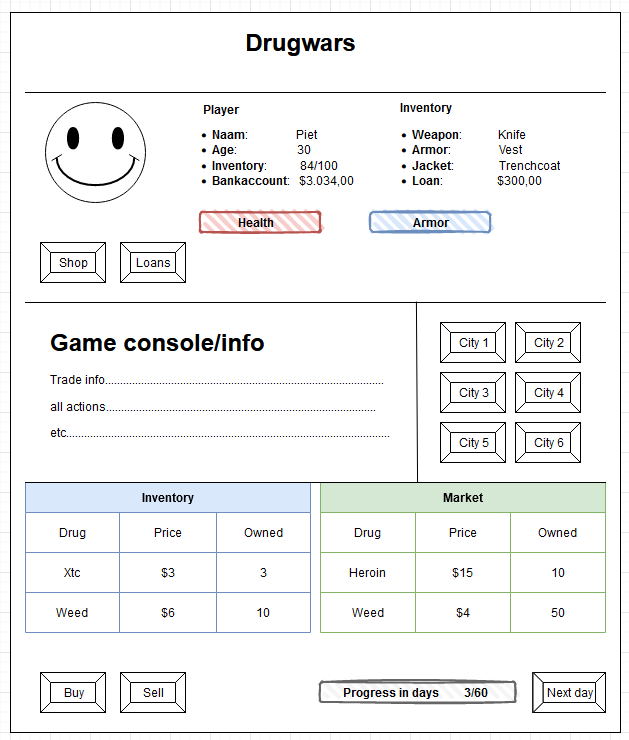 Drugwars
Player
Naam: Piet
Age: 30
Inventory: 84/100
Bankaccount: $3.034,00
Inventory
Weapon: Knife
Armor: Vest
Jacket: Trenchcoat
Loan: $300,00
Health
Armor
Shop
Loans
Game console/info
Trade info.............................................................................................
all actions..........................................................................................
etc............................................................................................................
City 1
City 2
City 3
City 4
City 5
City 6
Inventory
Drug Price Owned
Xtc $3 3
Weed $6 10
Market
Drug Price Owned
Heroin $15 10
Weed $4 50
Buy
Sell
Progress in days 3/60
Next day